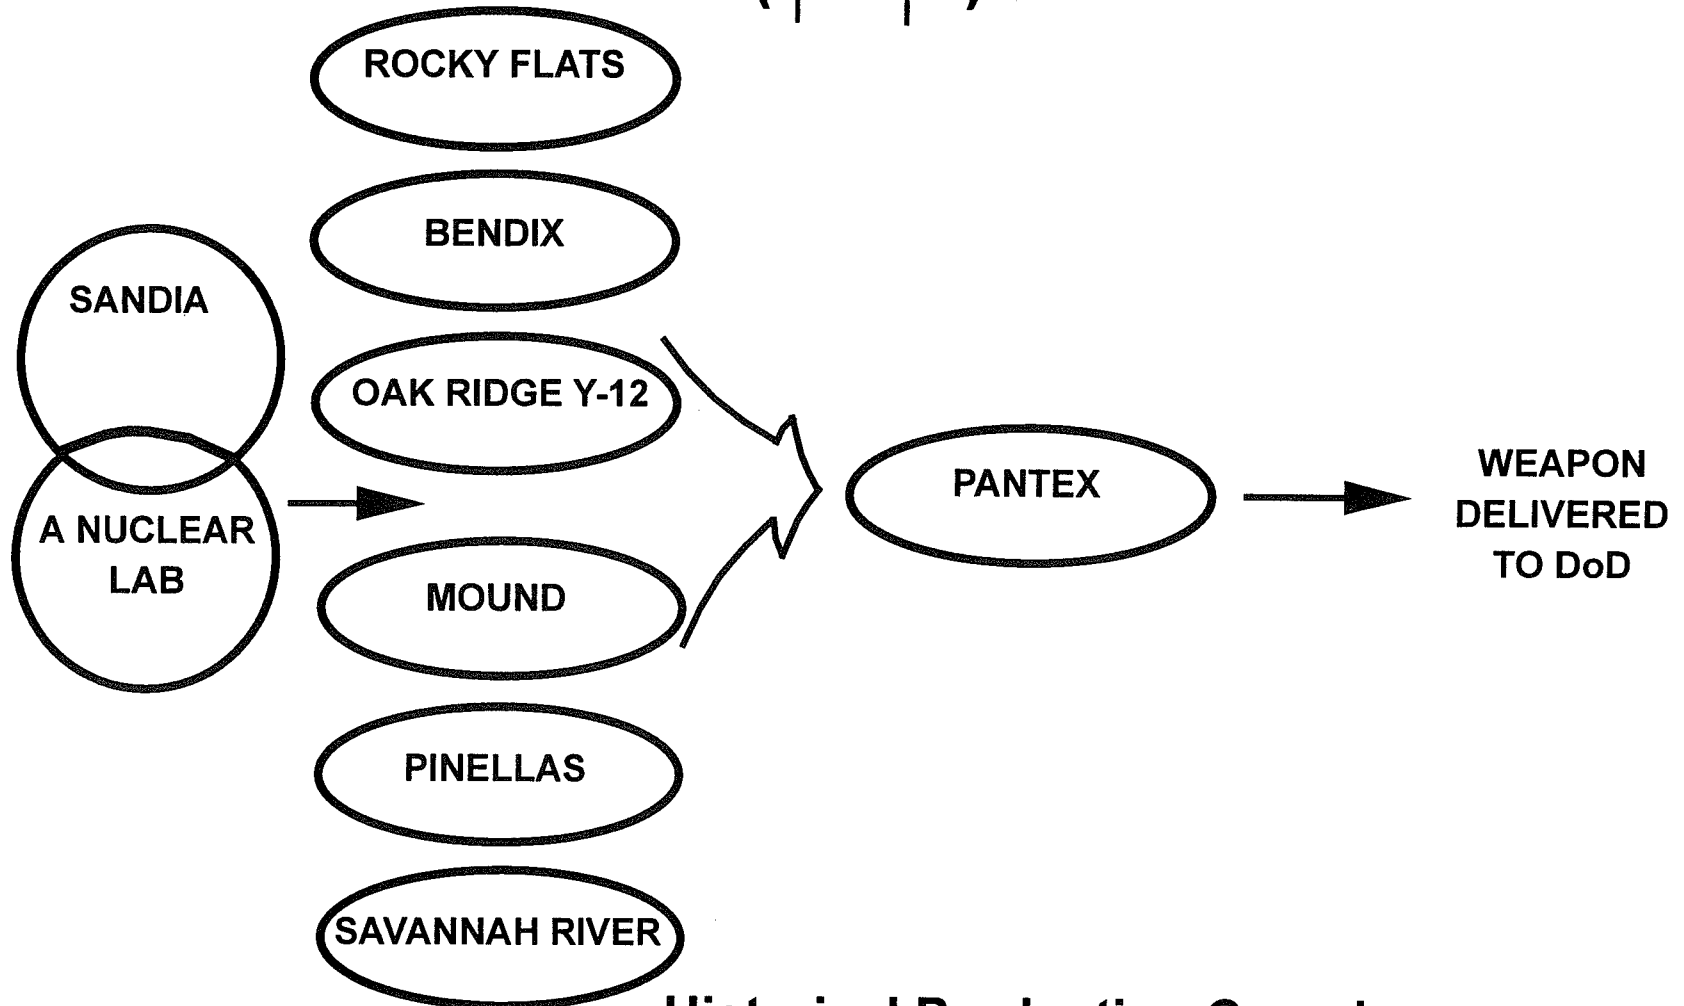 ROCKY FLATS
BENDIX
SANDIA
OAK RIDGE Y-12
A NUCLEAR
LAB
MOUND
PINELLAS
SAVANNAH RIVER
PANTEX
WEAPON
DELIVERED
TO DoD